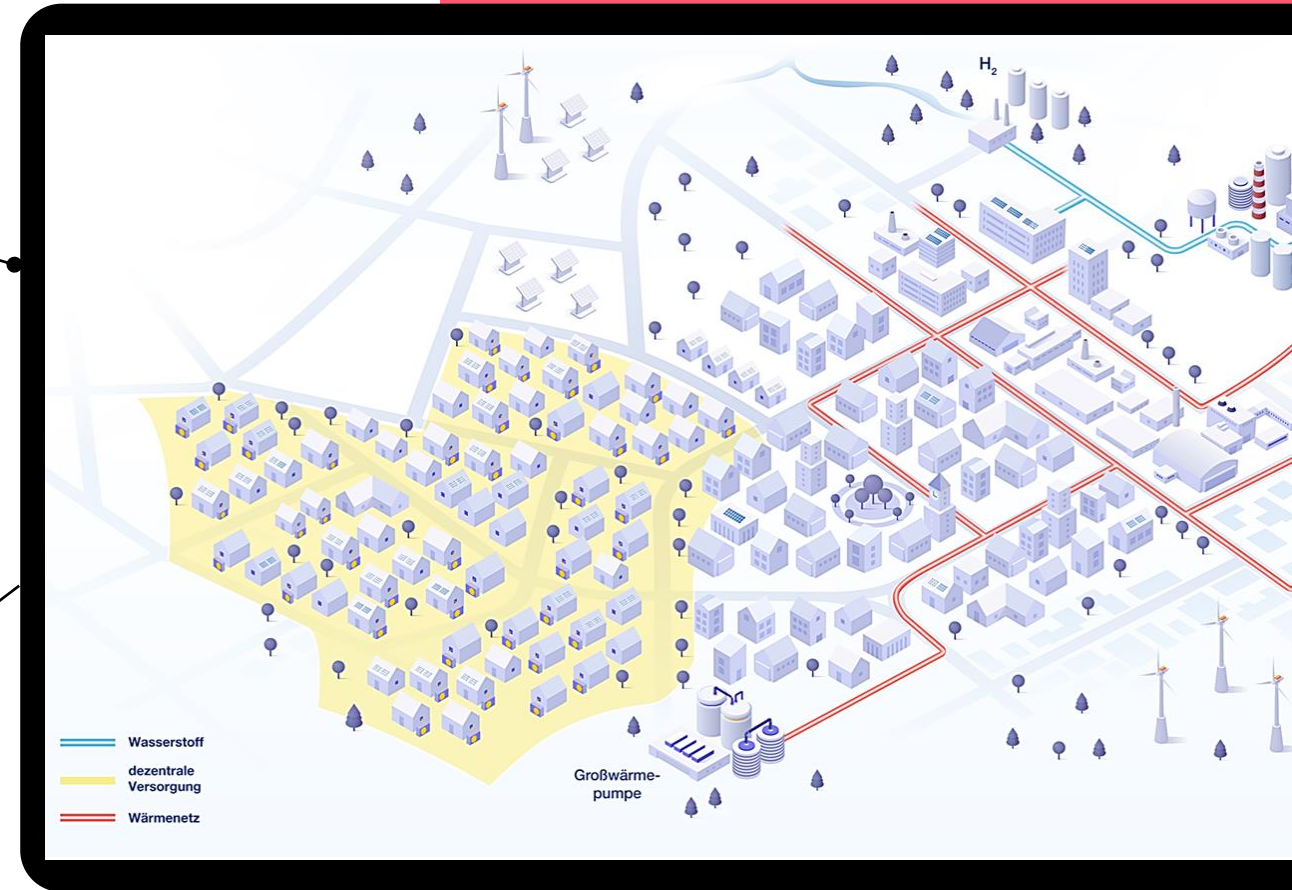 H₂
Großwärme-
pumpe
Wasserstoff
dezentrale
Versorgung
Wärmenetz